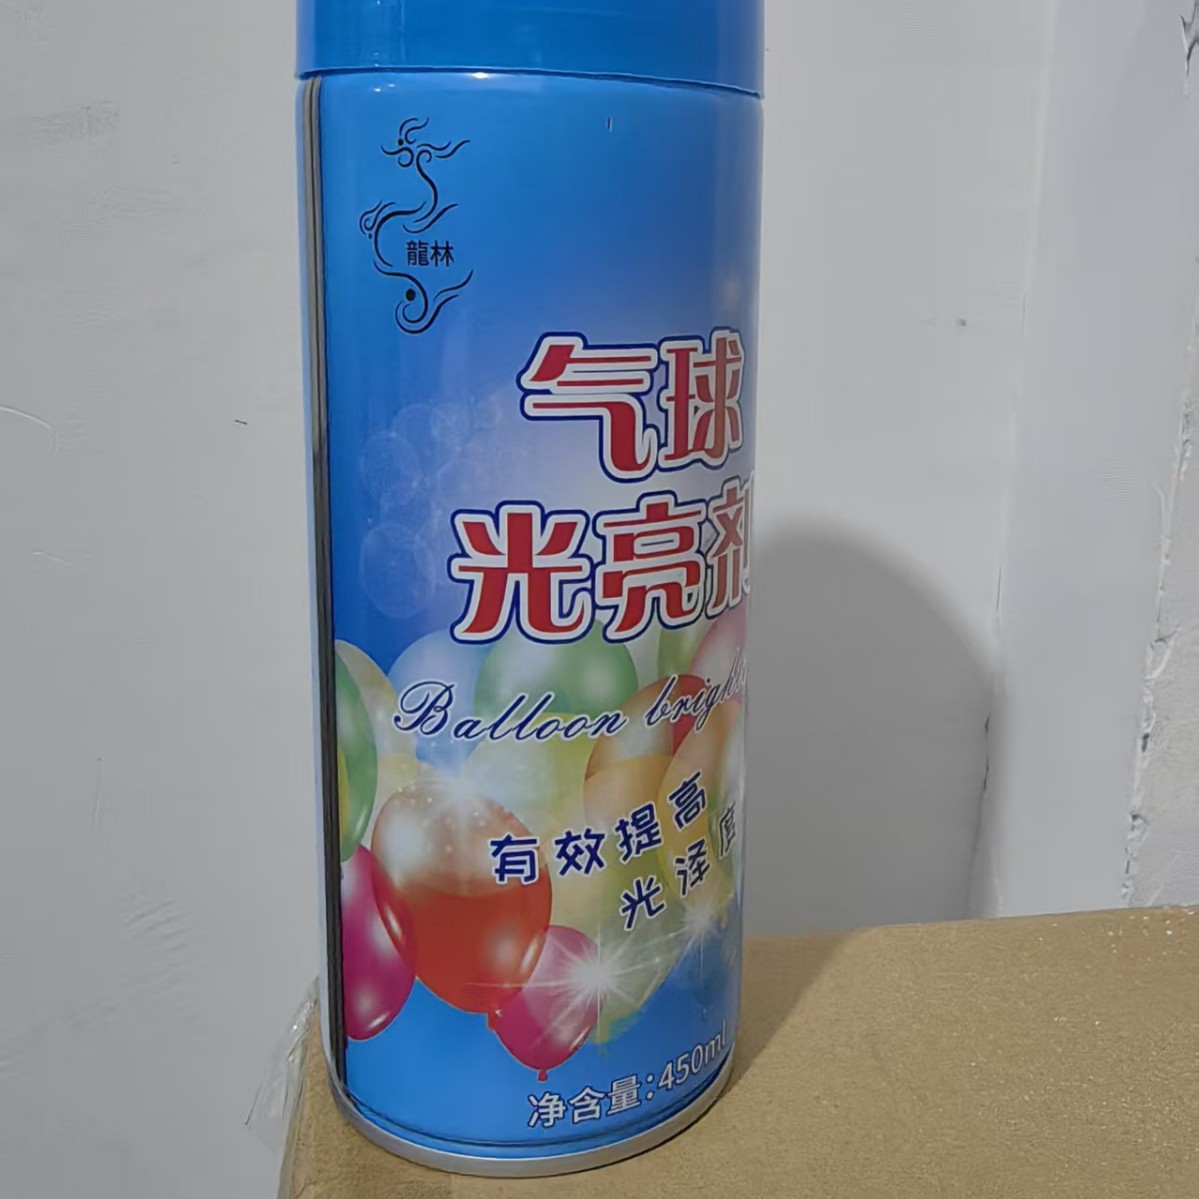 龍林
气球
光亮剂
Balloon
有效提高
光泽度
净含量:450ml